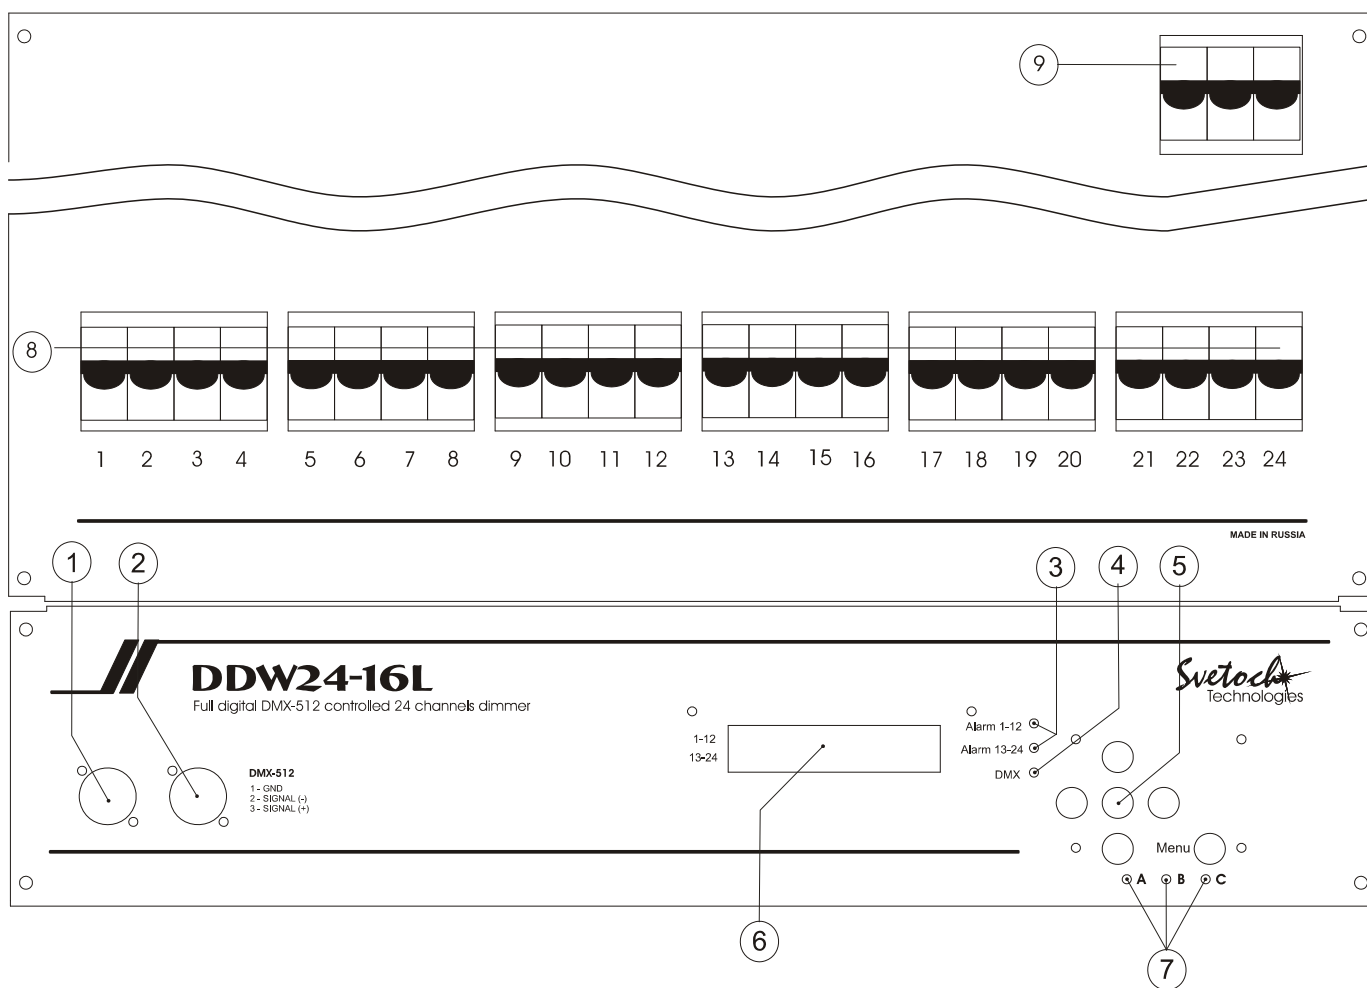 9
8
1 2 3 4 5 6 7 8 9 10 11 12 13 14 15 16 17 18 19 20 21 22 23 24
MADE IN RUSSIA
1 2 3 4 5
DDW24-16L
Full digital DMX-512 controlled 24 channels dimmer
Svetoch
Technologies
1-12
13-24
Alarm 1-12
Alarm 13-24
DMX
DMX-512
1 - GND
2 - SIGNAL (-)
3 - SIGNAL (+)
Menu
A B C
6
7